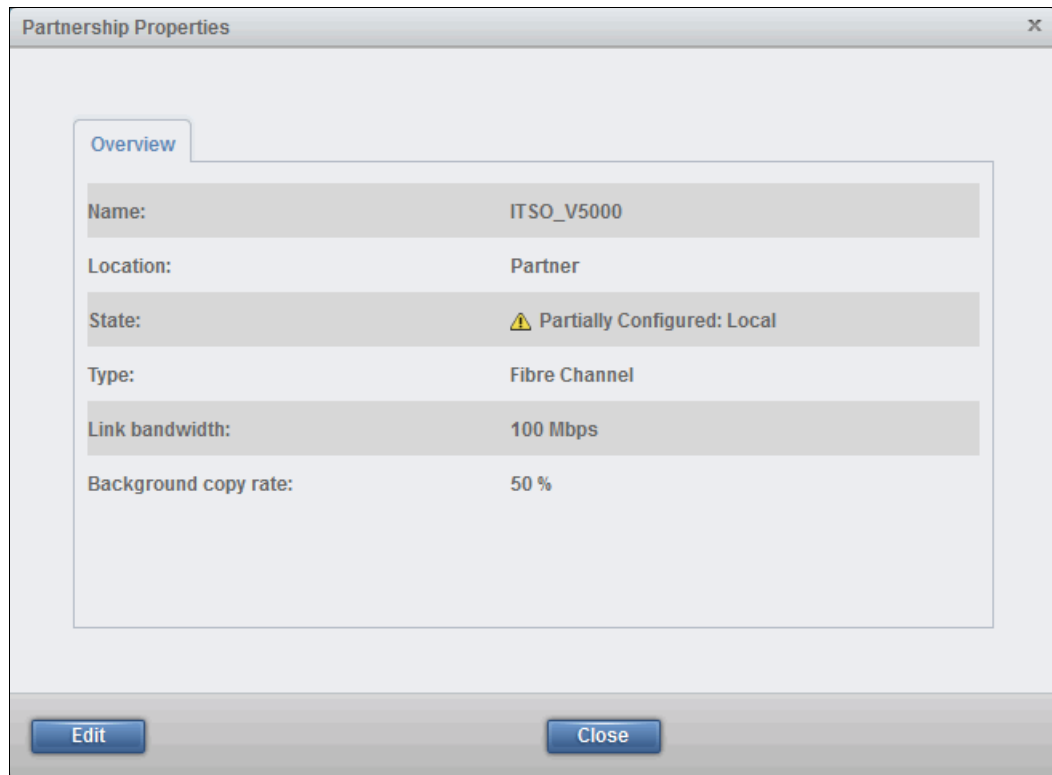 Partnership Properties x
Overview
Name: ITSO_V5000
Location: Partner
State: Partially Configured: Local
Type: Fibre Channel
Link bandwidth: 100 Mbps
Background copy rate: 50 %
Edit Close